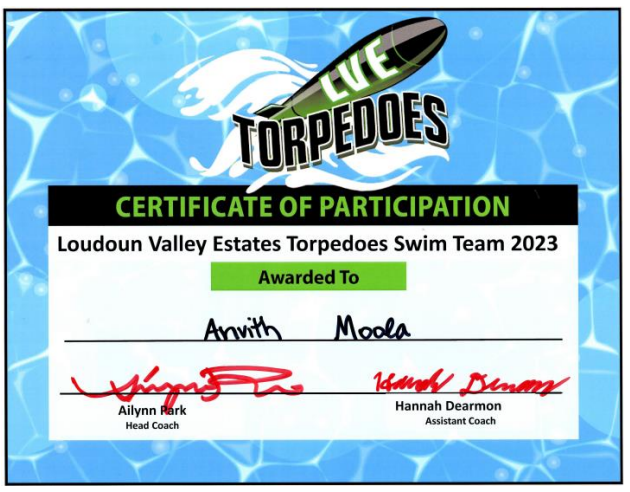 LVE
TORPEDOES
CERTIFICATE OF PARTICIPATION
Loudoun Valley Estates Torpedoes Swim Team 2023
Awarded To
Anvith Moola
Ailynn Park
Head Coach
Hannah Dearmon
Assistant Coach